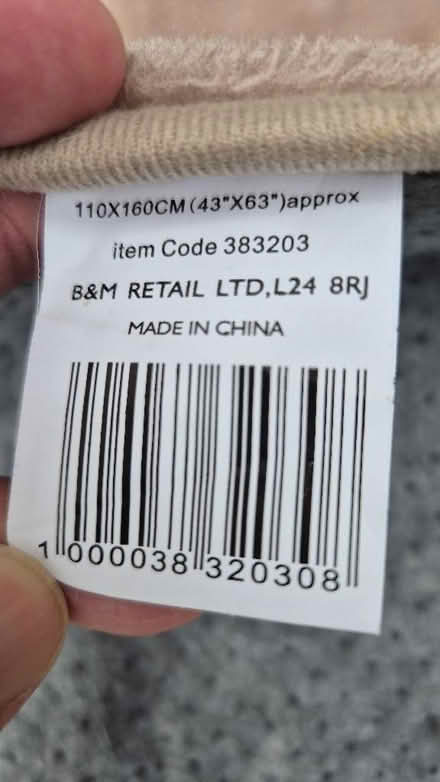 110X160CM(43"X63")approx
item Code 383203
B&M RETAIL LTD,L24 8RJ
MADE IN CHINA
1 000038 320308